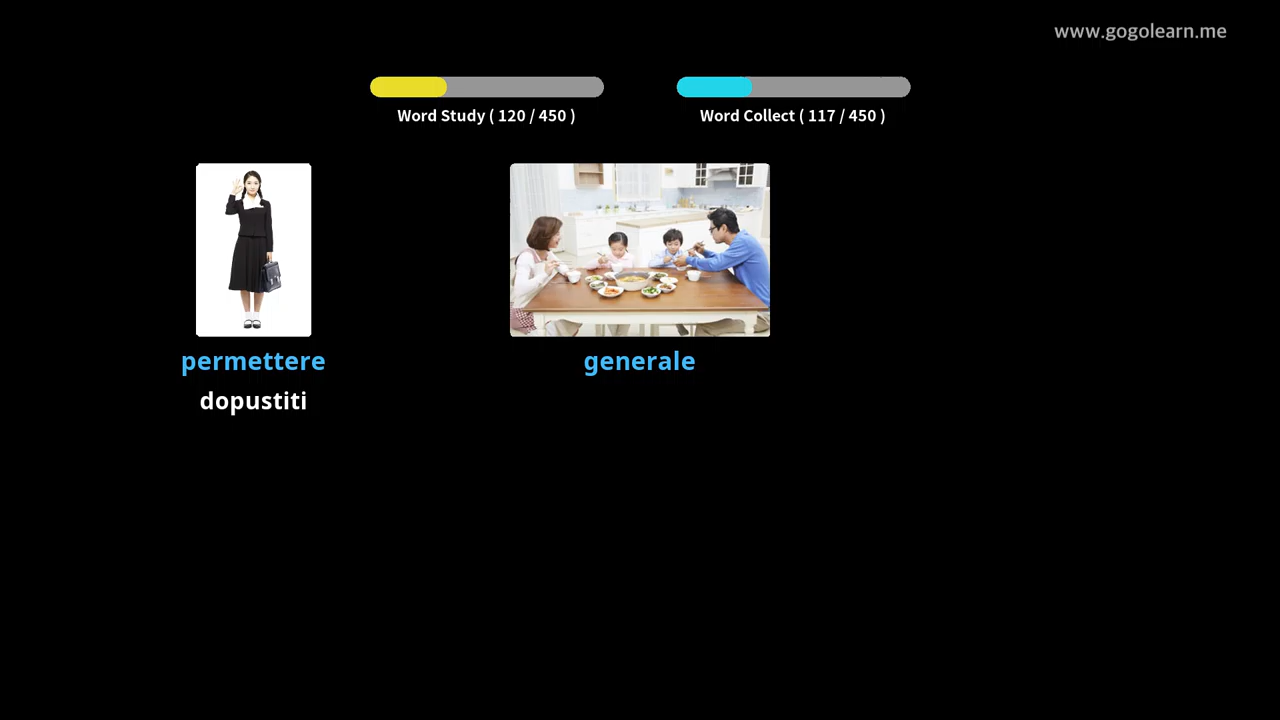 www.gogolearn.me
Word Study ( 120 / 450 )
Word Collect ( 117 / 450 )
permettere
generale
dopustiti